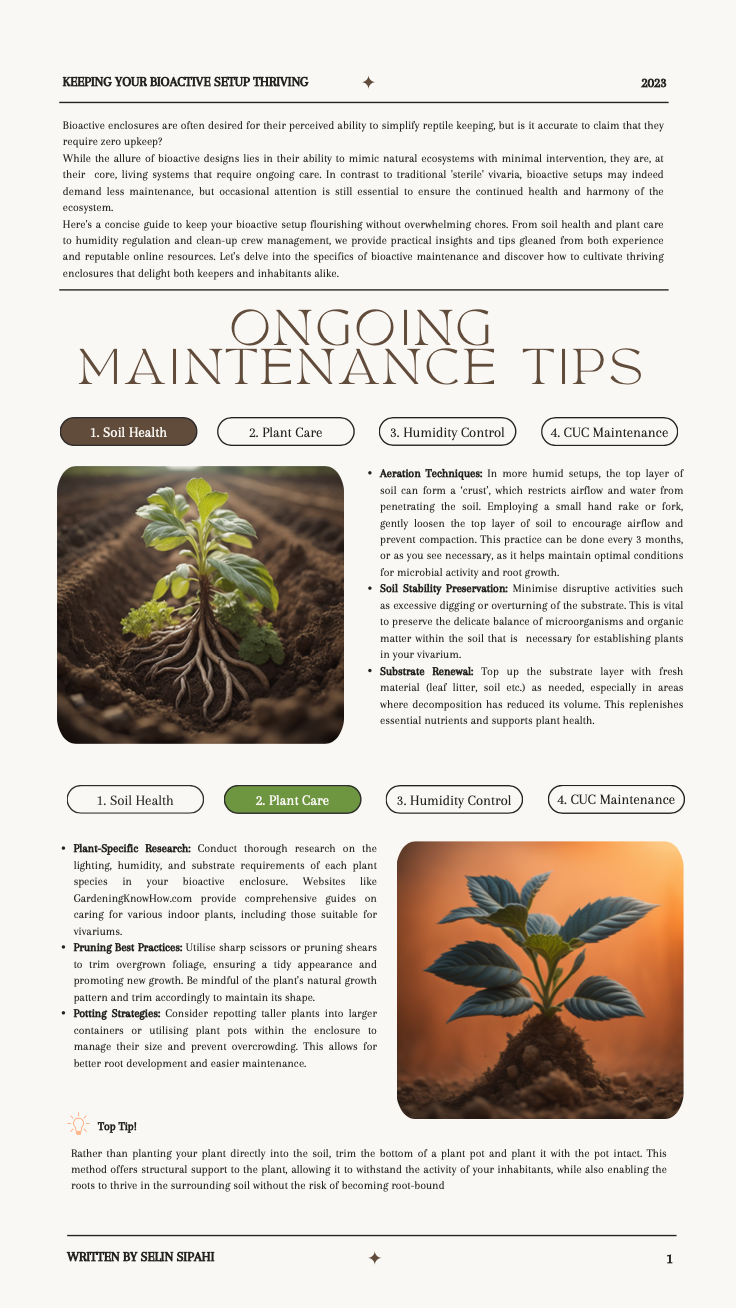 KEEPING YOUR BIOACTIVE SETUP THRIVING
2023
Bioactive enclosures are often desired for their perceived ability to simplify reptile keeping, but is it accurate to claim that they
require zero upkeep?
While the allure of bioactive designs lies in their ability to mimic natural ecosystems with minimal intervention, they are, at
their core, living systems that require ongoing care. In contrast to traditional 'sterile' vivaria, bioactive setups may indeed
demand less maintenance, but occasional attention is still essential to ensure the continued health and harmony of the
ecosystem.
Here's a concise guide to keep your bioactive setup flourishing without overwhelming chores. From soil health and plant care
to humidity regulation and clean-up crew management, we provide practical insights and tips gleaned from both experience
and reputable online resources. Let's delve into the specifics of bioactive maintenance and discover how to cultivate thriving
enclosures that delight both keepers and inhabitants alike.
ONGOING
MAINTENANCE TIPS
1. Soil Health
2. Plant Care
3. Humidity Control
4. CUC Maintenance
• Aeration Techniques: In more humid setups, the top layer of
soil can form a 'crust', which restricts airflow and water from
penetrating the soil. Employing a small hand rake or fork,
gently loosen the top layer of soil to encourage airflow and
prevent compaction. This practice can be done every 3 months,
or as you see necessary, as it helps maintain optimal conditions
for microbial activity and root growth.
• Soil Stability Preservation: Minimise disruptive activities such
as excessive digging or overturning of the substrate. This is vital
to preserve the delicate balance of microorganisms and organic
matter within the soil that is necessary for establishing plants
in your vivarium.
• Substrate Renewal: Top up the substrate layer with fresh
material (leaf litter, soil etc.) as needed, especially in areas
where decomposition has reduced its volume. This replenishes
essential nutrients and supports plant health.
1. Soil Health
2. Plant Care
3. Humidity Control
4. CUC Maintenance
• Plant-Specific Research: Conduct thorough research on the
lighting, humidity, and substrate requirements of each plant
species in your bioactive enclosure. Websites like
GardeningKnowHow.com provide comprehensive guides on
caring for various indoor plants, including those suitable for
vivariums.
• Pruning Best Practices: Utilise sharp scissors or pruning shears
to trim overgrown foliage, ensuring a tidy appearance and
promoting new growth. Be mindful of the plant's natural growth
pattern and trim accordingly to maintain its shape.
• Potting Strategies: Consider repotting taller plants into larger
containers or utilising plant pots within the enclosure to
manage their size and prevent overcrowding. This allows for
better root development and easier maintenance.
Top Tip!
Rather than planting your plant directly into the soil, trim the bottom of a plant pot and plant it with the pot intact. This
method offers structural support to the plant, allowing it to withstand the activity of your inhabitants, while also enabling the
roots to thrive in the surrounding soil without the risk of becoming root-bound
WRITTEN BY SELIN SIPAHI
1